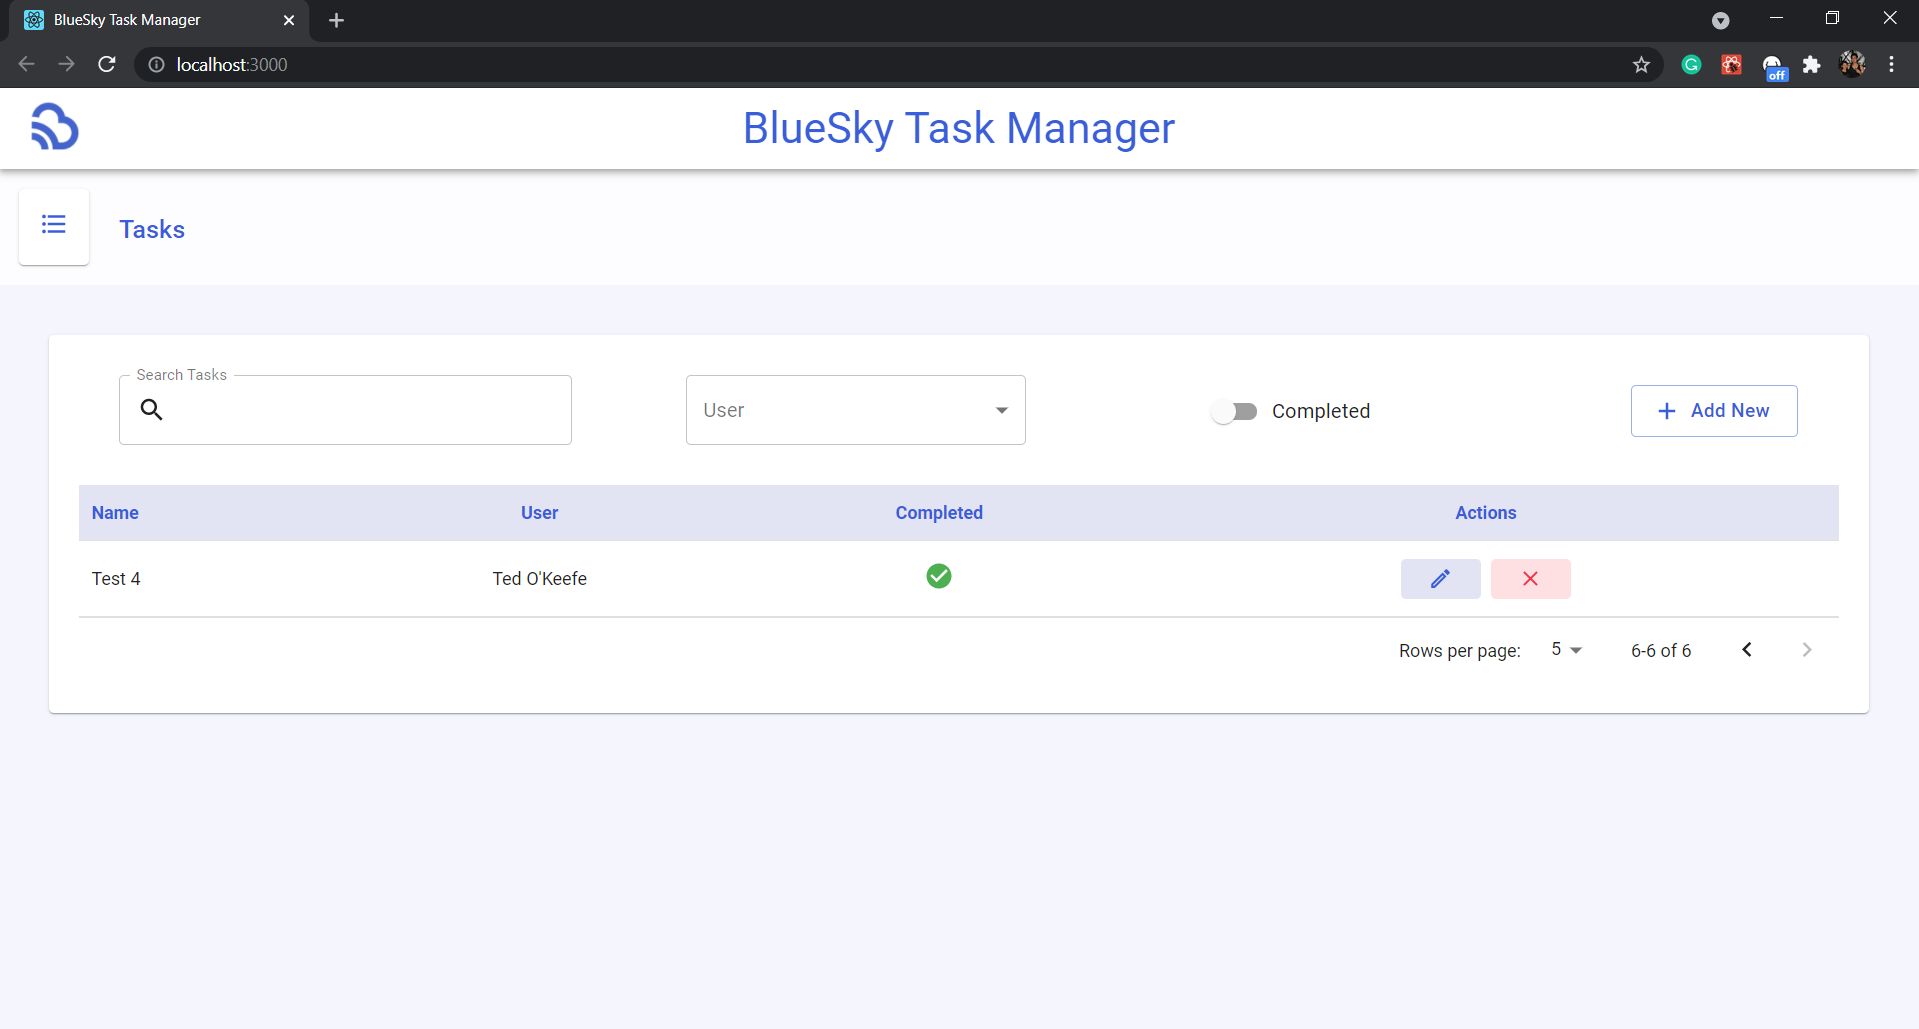 BlueSky Task Manager
localhost:3000
off
BlueSky Task Manager
Tasks
Search Tasks
User
Completed
Add New
Name User Completed Actions
Test 4 Ted O'Keefe
Rows per page: 5 6-6 of 6